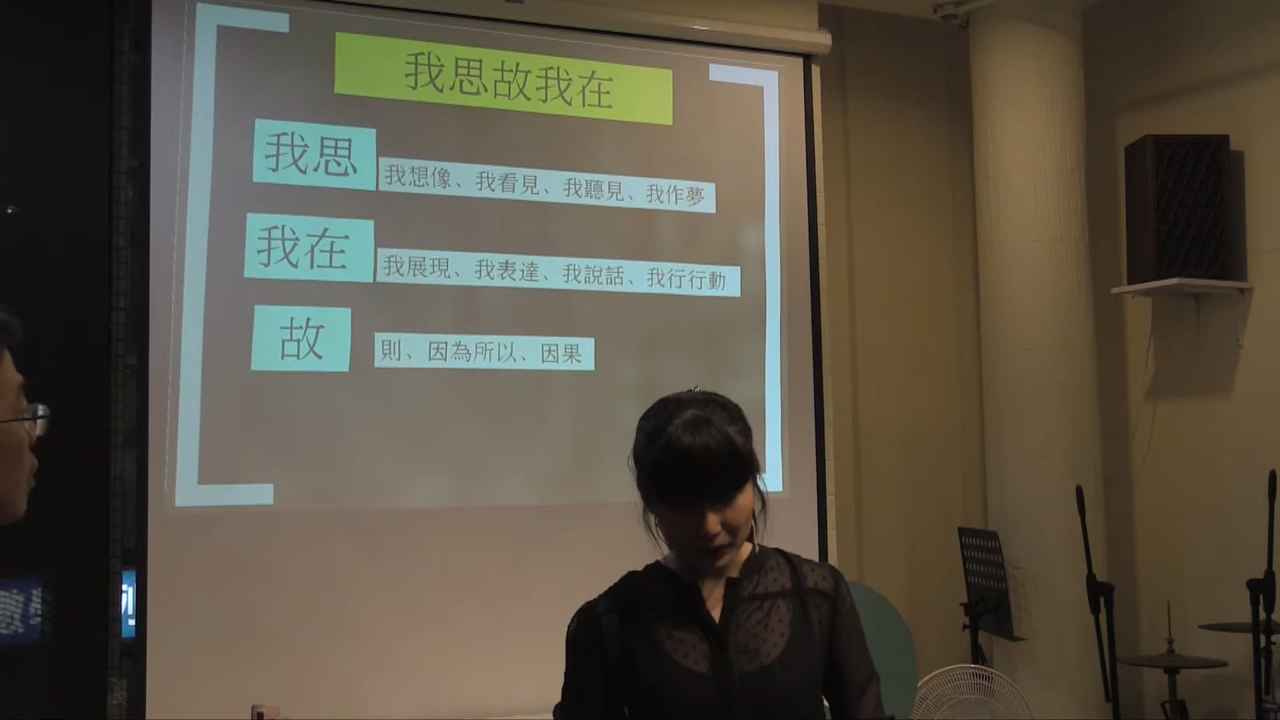 我思故我在
我思
我想像、我看見、我聽見、我作夢
我在
我展現、我表達、我說話、我行行動
故
則、因為所以、因果